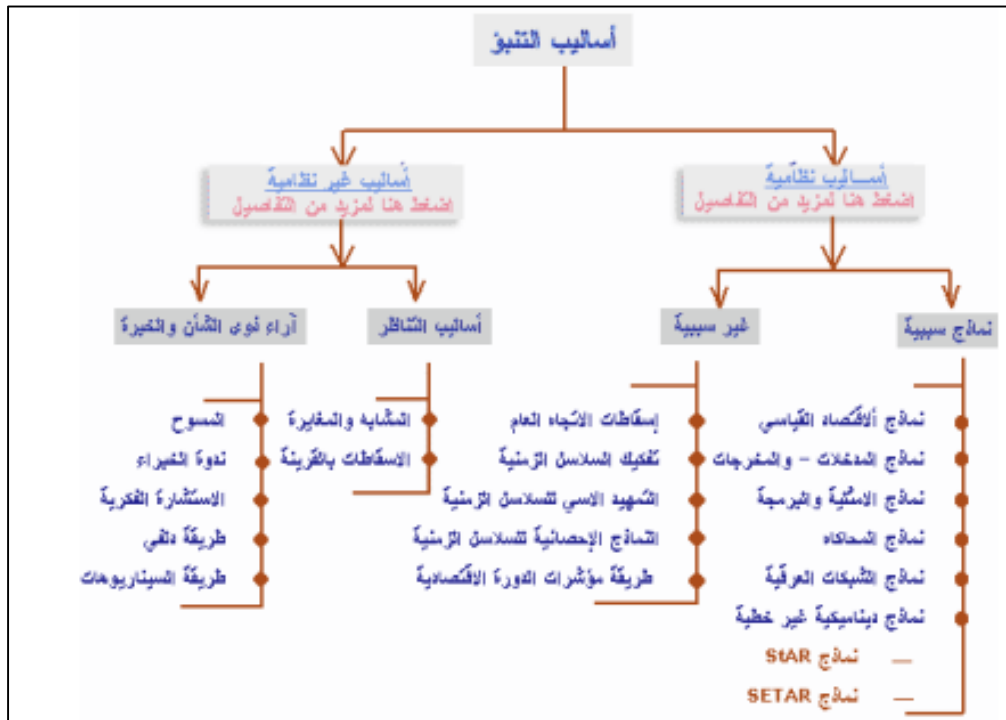 أساليب التنبؤ
أساليب نظامية
اضغط هنا لمزيد من التفاصيل
أساليب غير نظامية
اضغط هنا لمزيد من التفاصيل
نماذج سببية
نماذج ألاقتصاد القياسي
نماذج المدخلات - والمخرجات
نماذج الامثلية والبرمجة
نماذج المحاكاه
نماذج الشبكات العرقية
نماذج ديناميكية غير خطية
— نماذج StAR
— نماذج SETAR
غير سببية
إسقاطات الاتجاه العام
تفكيك السلاسل الزمنية
التمهيد الاسي للسلاسل الزمنية
النماذج الإحصائية للسلاسل الزمنية
طريقة مؤشرات الدورة الاقتصادية
أساليب التناظر
المشابه والمغايرة
الاسقاطات بالقرينة
آراء ذوى الشأن والخبرة
المسوح
ندوة الخبراء
الاستشارة الفكرية
طريقة دلفي
طريقة السيناريوهات